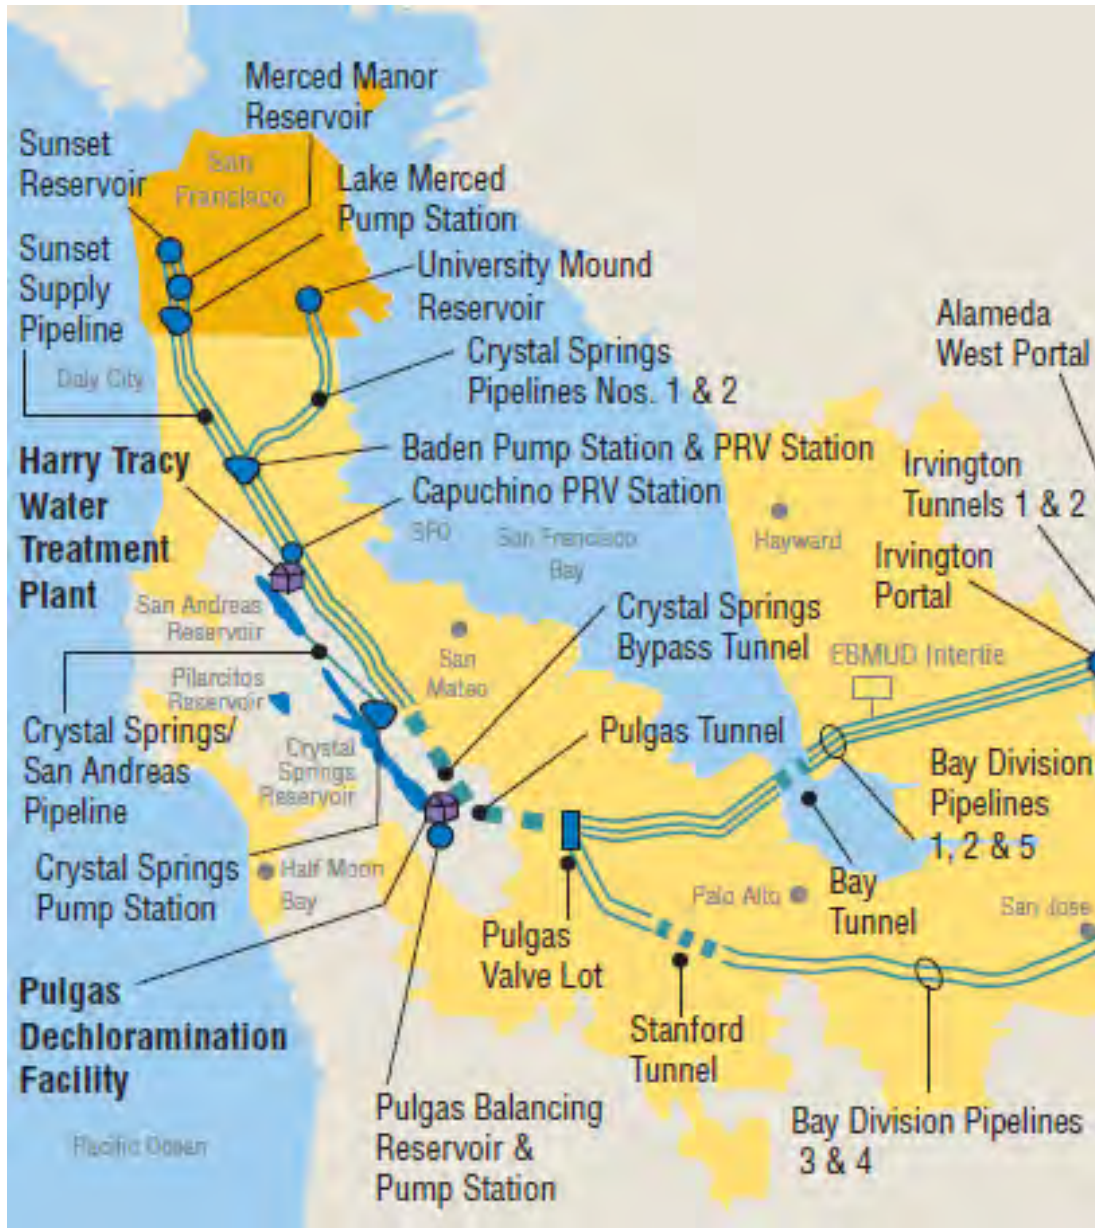 Merced Manor
Reservoir
Sunset
Reservoir
San
Francisco
Lake Merced
Pump Station
Sunset
Supply
Pipeline
University Mound
Reservoir
Alameda
West Portal
Crystal Springs
Pipelines Nos. 1 & 2
Daly City
Harry Tracy
Water
Treatment
Plant
Baden Pump Station & PRV Station
Capuchino PRV Station
Irvington
Tunnels 1 & 2
SFO
San Francisco
Bay
Hayward
Irvington
Portal
San Andreas
Reservoir
Crystal Springs
Bypass Tunnel
EBMUD Intertie
San
Mateo
Pilarcitos
Reservoir
Crystal Springs/
San Andreas
Pipeline
Crystal
Springs
Reservoir
Pulgas Tunnel
Bay Division
Pipelines
1, 2 & 5
Crystal Springs
Pump Station
Half Moon
Bay
Palo Alto
Bay
Tunnel
San Jose
Pulgas
Valve Lot
Pulgas
Dechloramination
Facility
Stanford
Tunnel
Pulgas Balancing
Reservoir &
Pump Station
Bay Division Pipelines
3 & 4
Pacific Ocean